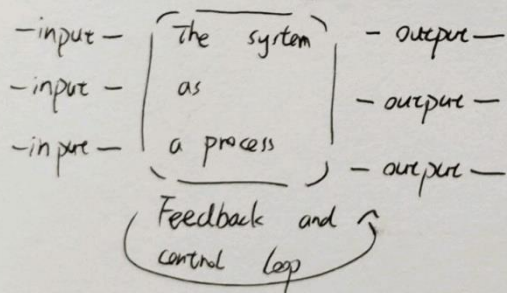 -input- The system - output -
-input- as - output -
-input- a process - output -
Feedback and
control loop